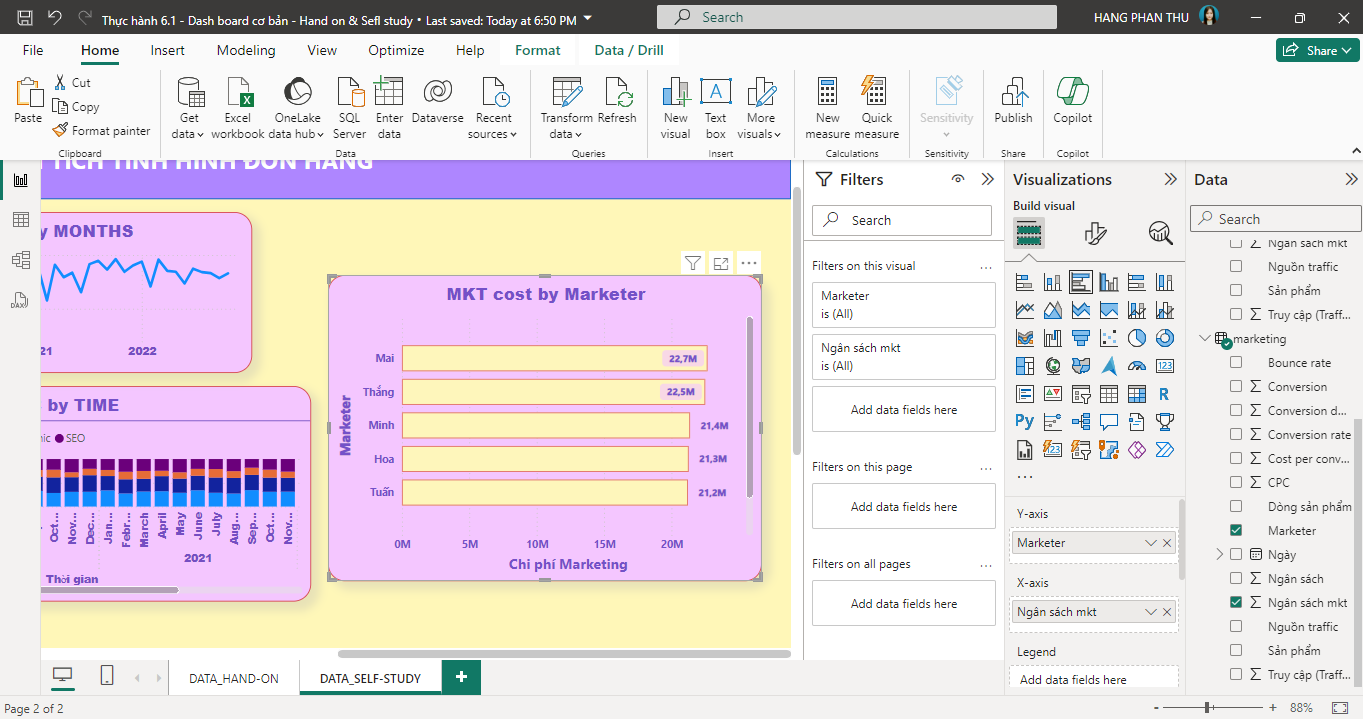 Thực hành 6.1 - Dash board cơ bản - Hand on & Sefl study • Last saved: Today at 6:50 PM
Search
HANG PHAN THU
File
Home
Insert
Modeling
View
Optimize
Help
Format
Data / Drill
Share
Paste
Cut
Copy
Format painter
Clipboard
Get data
Excel workbook
OneLake data hub
SQL Server
Enter data
Dataverse
Recent sources
Data
Transform data
Refresh
Queries
New visual
Text box
More visuals
Insert
New measure
Quick measure
Calculations
Sensitivity
Sensitivity
Publish
Share
Copilot
Copilot
TÍCH TÌNH HÌNH ĐƠN HÀNG
y MONTHS
21
2022
by TIME
nic
SEO
Oct...
Nov...
Dec...
Jan...
Febr...
March
April
May
June
July
Aug...
Sep...
Oct...
Nov...
2021
Thời gian
MKT cost by Marketer
Marketer
Mai
22,7M
Thắng
22,5M
Minh
21,4M
Hoa
21,3M
Tuấn
21,2M
0M
5M
10M
15M
20M
Chi phí Marketing
Filters
Search
Filters on this visual
...
Marketer
is (All)
Ngân sách mkt
is (All)
Add data fields here
Filters on this page
...
Add data fields here
Filters on all pages
...
Add data fields here
Visualizations
Build visual
123
R
Py
123
...
Y-axis
Marketer
X-axis
Ngân sách mkt
Legend
Add data fields here
Data
Search
Ngân sách mkt
Nguồn traffic
Sản phẩm
Truy cập (Traff...
marketing
Bounce rate
Conversion
Conversion d...
Conversion rate
Cost per conv...
CPC
Dòng sản phẩm
Marketer
Ngày
Ngân sách
Ngân sách mkt
Nguồn traffic
Sản phẩm
Truy cập (Traff...
DAX
DATA_HAND-ON
DATA_SELF-STUDY
+
Page 2 of 2
-
+
88%